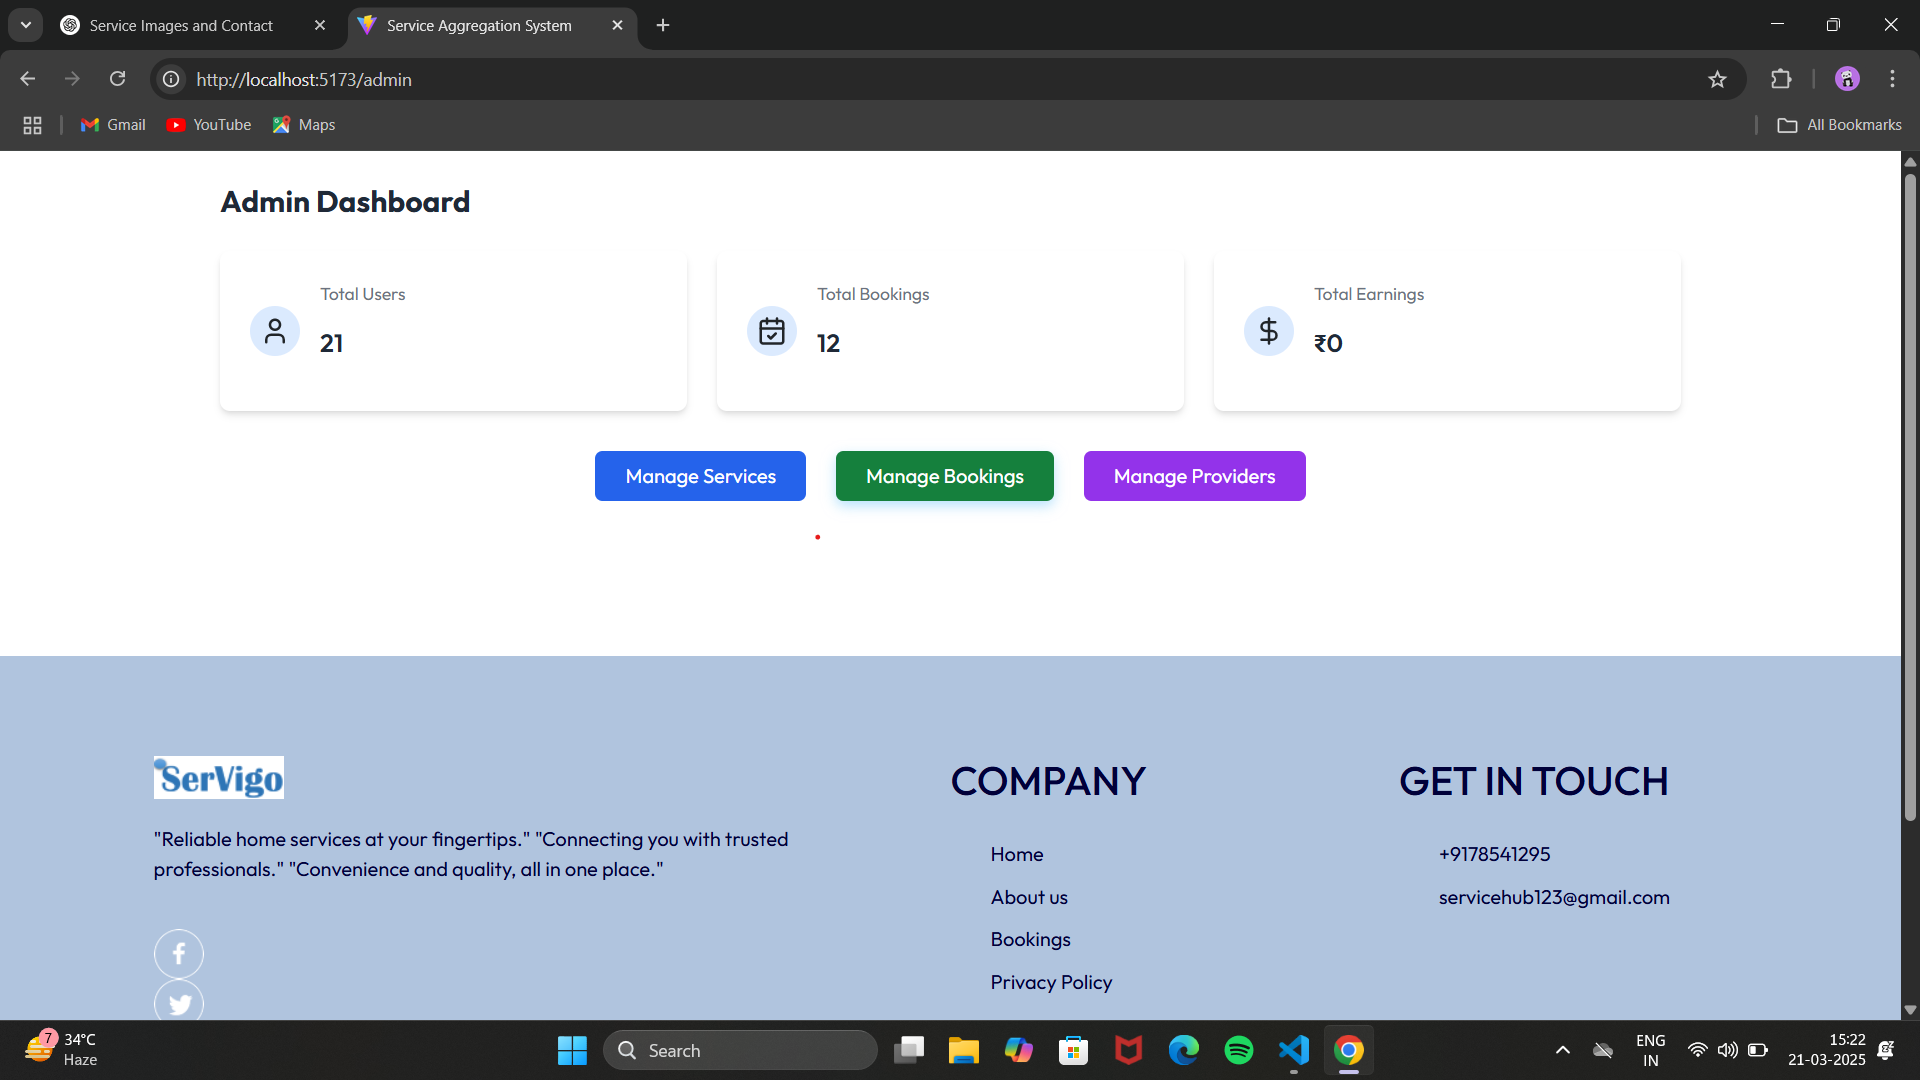 Service Images and Contact
Service Aggregation System
http://localhost:5173/admin
Gmail
YouTube
Maps
All Bookmarks
Admin Dashboard
Total Users
21
Total Bookings
12
Total Earnings
₹0
Manage Services
Manage Bookings
Manage Providers
SerVigo
"Reliable home services at your fingertips." "Connecting you with trusted
professionals." "Convenience and quality, all in one place."
COMPANY
Home
About us
Bookings
Privacy Policy
GET IN TOUCH
+9178541295
servicehub123@gmail.com
7
34°C
Haze
Search
ENG
IN
15:22
21-03-2025